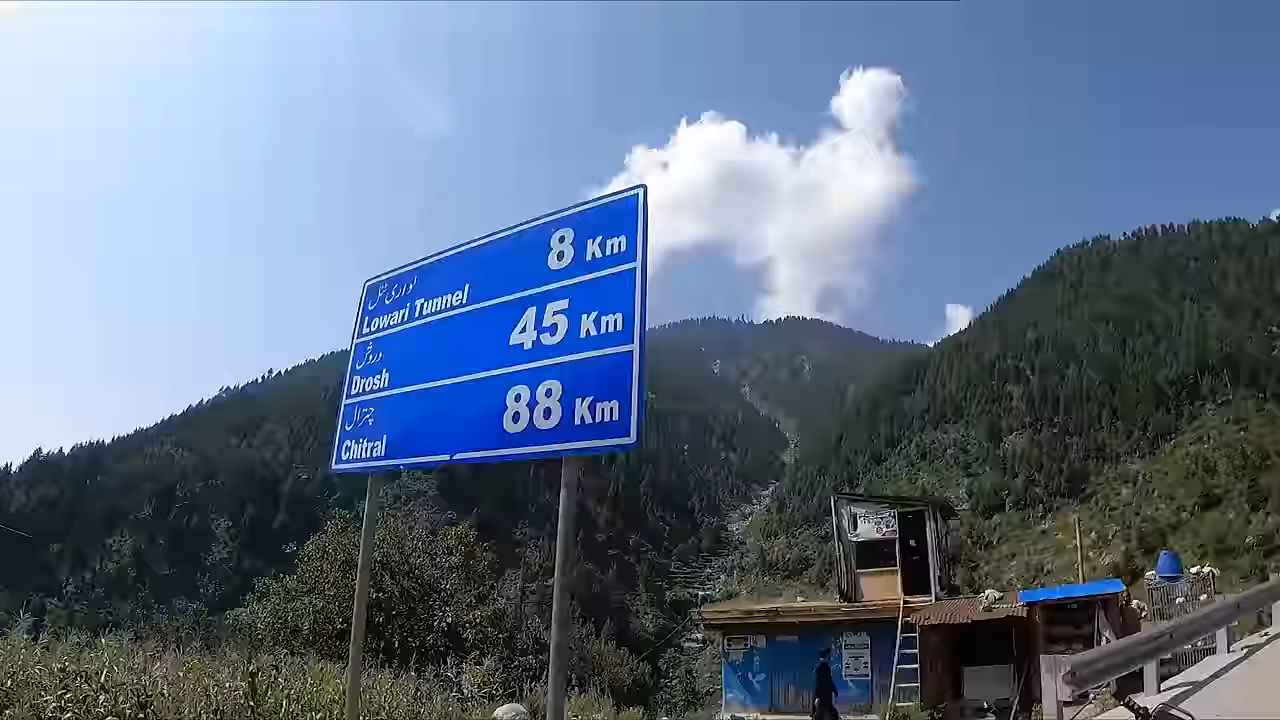 لواری ٹنل
Lowari Tunnel
8 Km
دروش
Drosh
45 Km
چترال
Chitral
88 Km